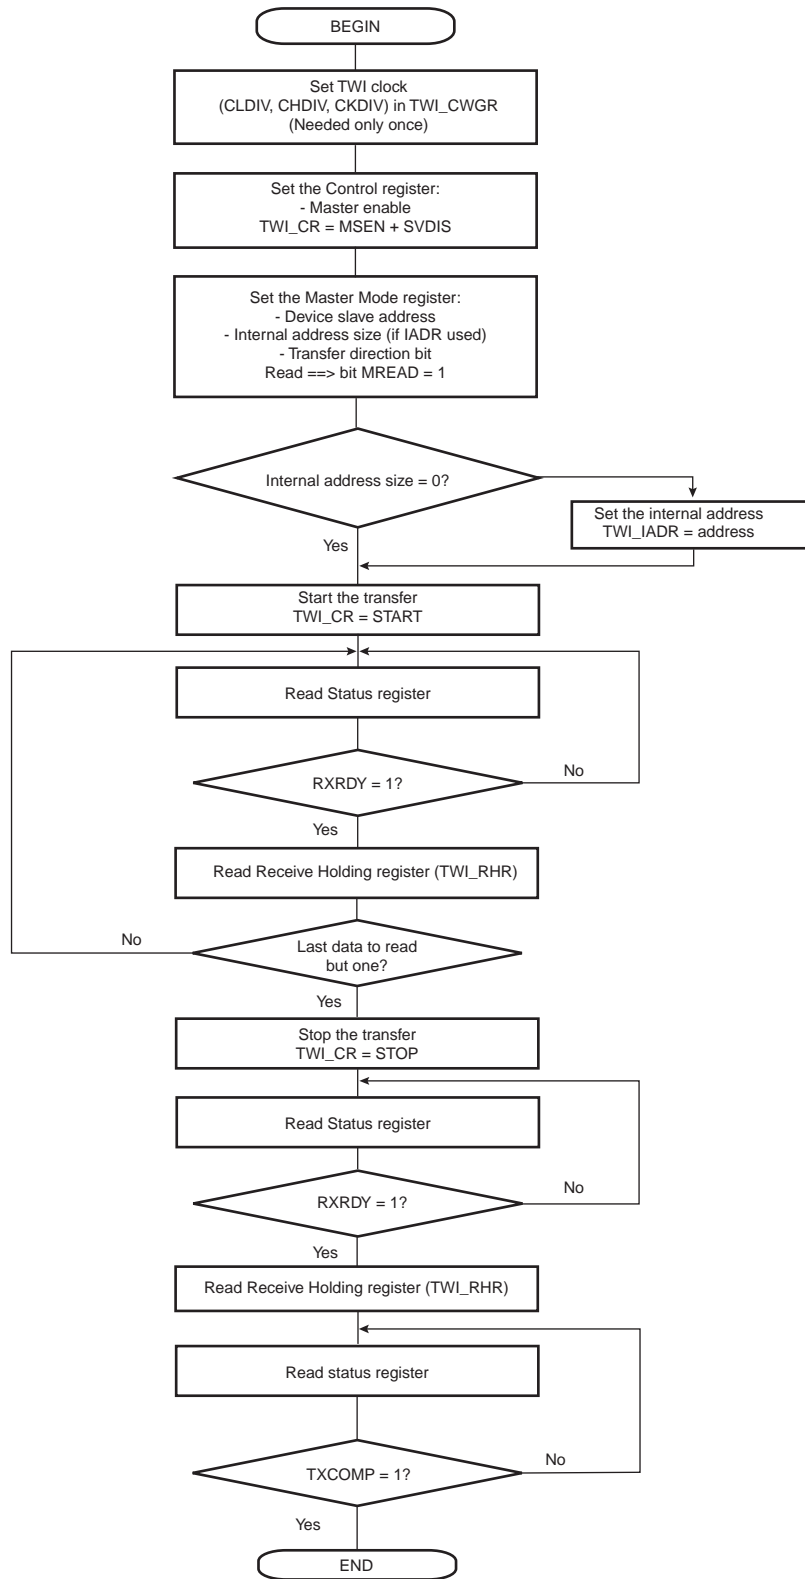 BEGIN
Set TWI clock
(CLDIV, CHDIV, CKDIV) in TWI_CWGR
(Needed only once)
Set the Control register:
- Master enable
TWI_CR = MSEN + SVDIS
Set the Master Mode register:
- Device slave address
- Internal address size (if IADR used)
- Transfer direction bit
Read ==> bit MREAD = 1
Internal address size = 0?
Set the internal address
TWI_IADR = address
Yes
Start the transfer
TWI_CR = START
Read Status register
RXRDY = 1?
No
Yes
Read Receive Holding register (TWI_RHR)
No
Last data to read
but one?
Yes
Stop the transfer
TWI_CR = STOP
Read Status register
RXRDY = 1?
No
Yes
Read Receive Holding register (TWI_RHR)
Read status register
TXCOMP = 1?
No
Yes
END